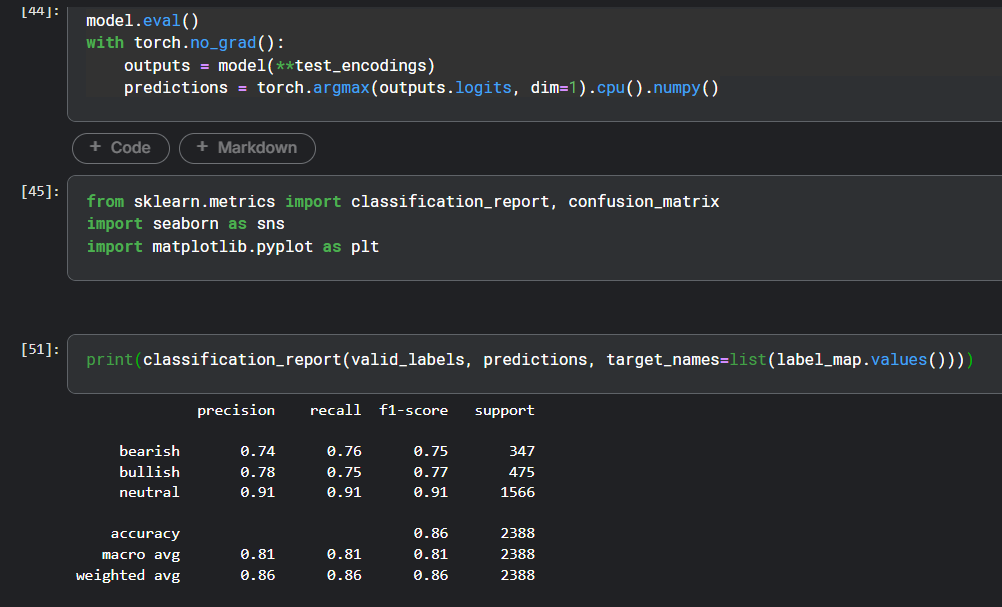 [44]:
model.eval()
with torch.no_grad():
    outputs = model(**test_encodings)
    predictions = torch.argmax(outputs.logits, dim=1).cpu().numpy()
+ Code + Markdown
[45]:
from sklearn.metrics import classification_report, confusion_matrix
import seaborn as sns
import matplotlib.pyplot as plt
[51]:
print(classification_report(valid_labels, predictions, target_names=list(label_map.values())))
precision recall f1-score support
bearish 0.74 0.76 0.75 347
bullish 0.78 0.75 0.77 475
neutral 0.91 0.91 0.91 1566
accuracy 0.86 2388
macro avg 0.81 0.81 0.81 2388
weighted avg 0.86 0.86 0.86 2388